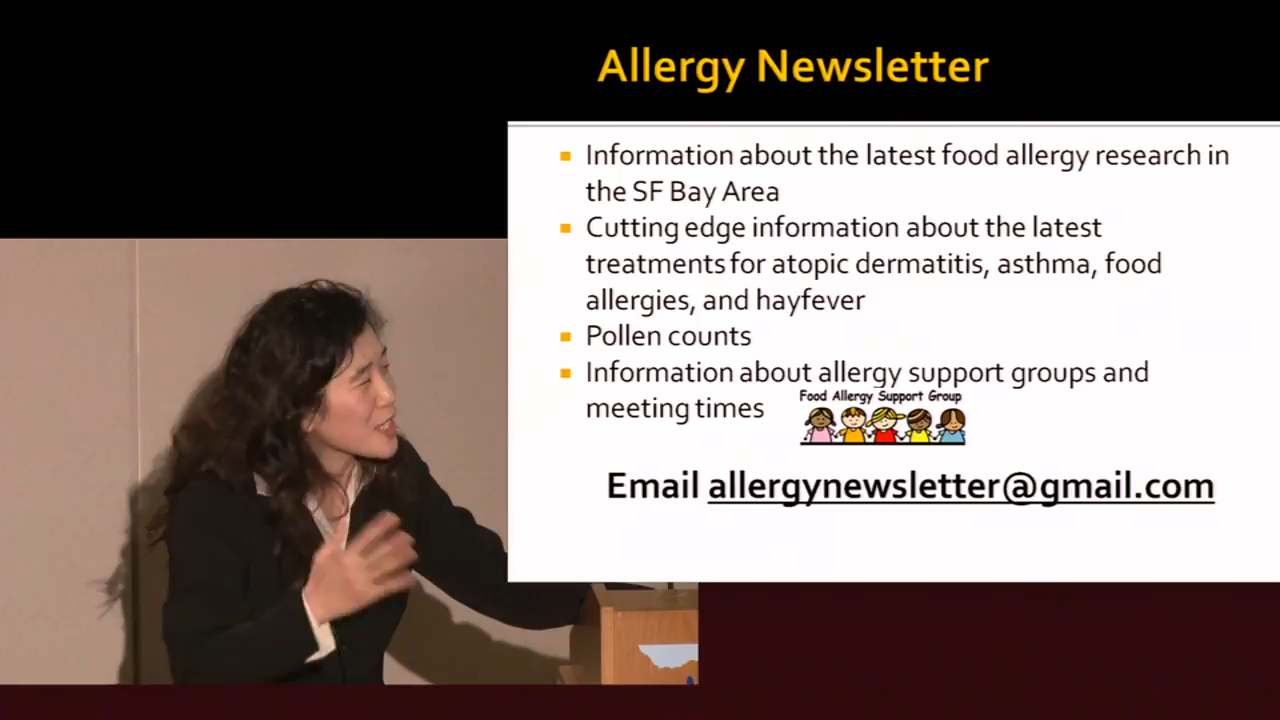 Allergy Newsletter
Information about the latest food allergy research in
the SF Bay Area
Cutting edge information about the latest
treatments for atopic dermatitis, asthma, food
allergies, and hayfever
Pollen counts
Information about allergy support groups and
meeting times
Food Allergy Support Group
Email allergynewsletter@gmail.com